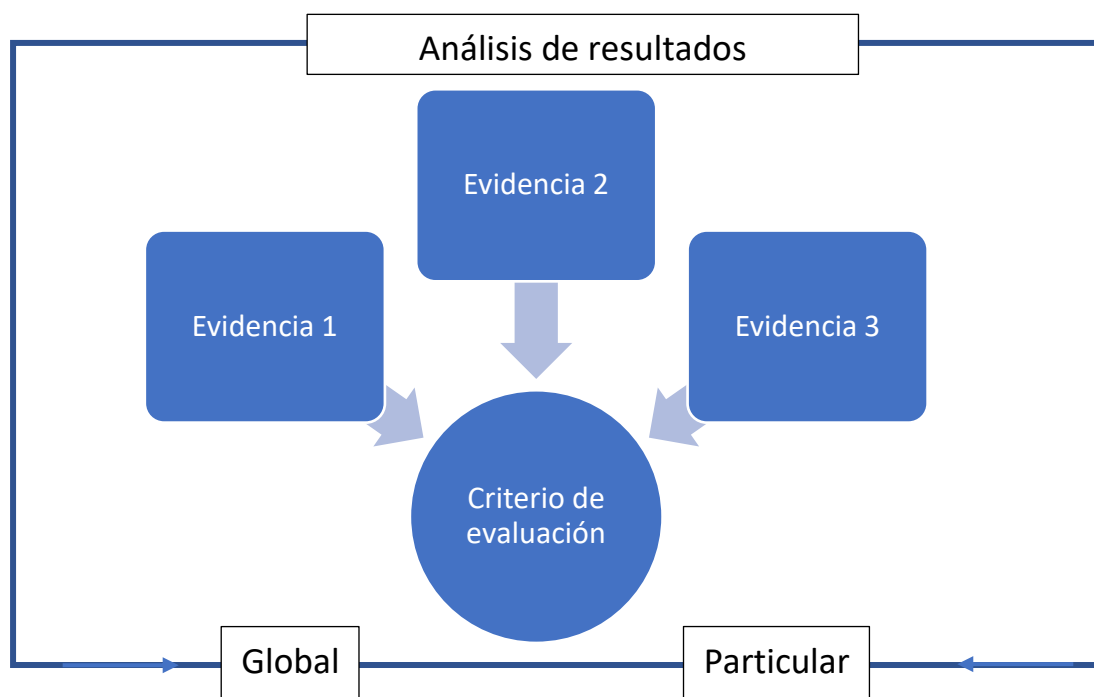 Análisis de resultados
Evidencia 2
Evidencia 1
Evidencia 3
Criterio de
evaluación
Global
Particular